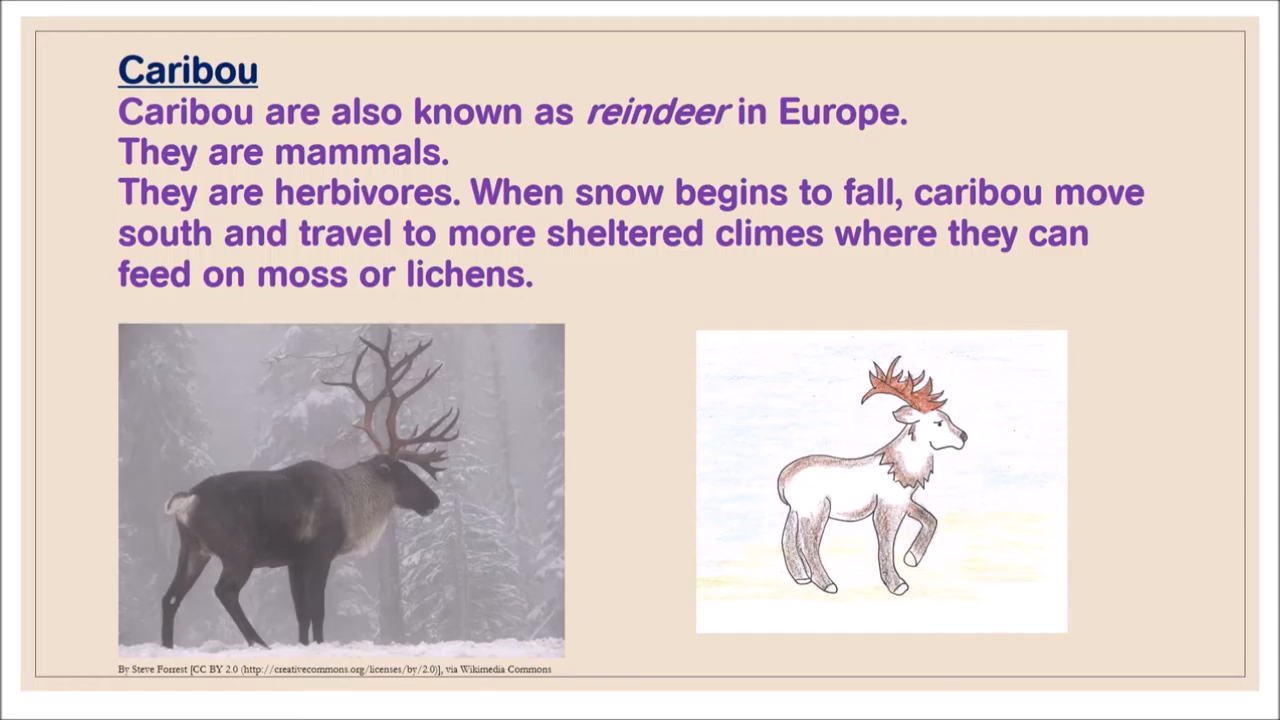 Caribou
Caribou are also known as reindeer in Europe.
They are mammals.
They are herbivores. When snow begins to fall, caribou move
south and travel to more sheltered climes where they can
feed on moss or lichens.
By Steve Forrest [CC BY 2.0 (http://creativecommons.org/licenses/by/2.0)], via Wikimedia Commons